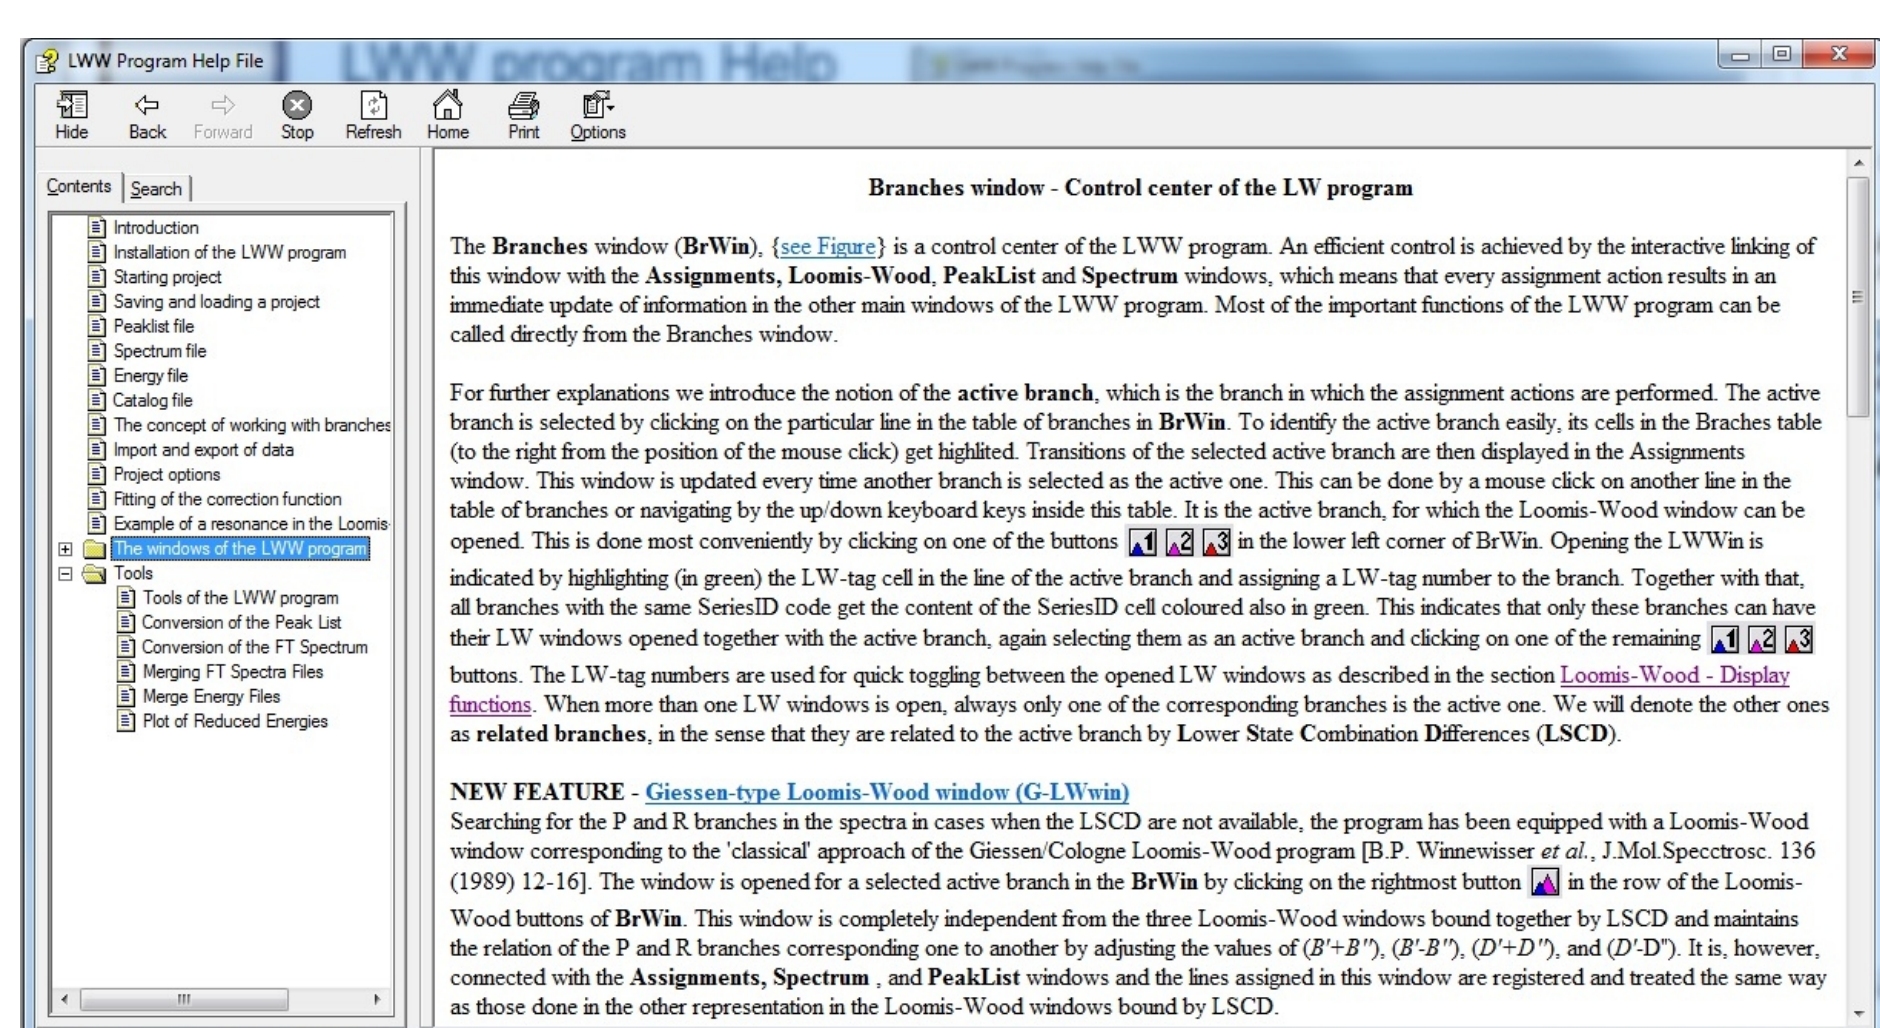 LWW program Help
LWW Program Help File
Hide
Back
Forward
Stop
Refresh
Home
Print
Options
Contents
Search
Introduction
Installation of the LWW program
Starting project
Saving and loading a project
Peaklist file
Spectrum file
Energy file
Catalog file
The concept of working with branches
Import and export of data
Project options
Fitting of the correction function
Example of a resonance in the Loomis-
The windows of the LWW program
Tools
Tools of the LWW program
Conversion of the Peak List
Conversion of the FT Spectrum
Merging FT Spectra Files
Merge Energy Files
Plot of Reduced Energies
Branches window - Control center of the LW program
The Branches window (BrWin), {see Figure} is a control center of the LWW program. An efficient control is achieved by the interactive linking of
this window with the Assignments, Loomis-Wood, PeakList and Spectrum windows, which means that every assignment action results in an
immediate update of information in the other main windows of the LWW program. Most of the important functions of the LWW program can be
called directly from the Branches window.
For further explanations we introduce the notion of the active branch, which is the branch in which the assignment actions are performed. The active
branch is selected by clicking on the particular line in the table of branches in BrWin. To identify the active branch easily, its cells in the Braches table
(to the right from the position of the mouse click) get highlited. Transitions of the selected active branch are then displayed in the Assignments
window. This window is updated every time another branch is selected as the active one. This can be done by a mouse click on another line in the
table of branches or navigating by the up/down keyboard keys inside this table. It is the active branch, for which the Loomis-Wood window can be
opened. This is done most conveniently by clicking on one of the buttons 1 2 3 in the lower left corner of BrWin. Opening the LWWin is
indicated by highlighting (in green) the LW-tag cell in the line of the active branch and assigning a LW-tag number to the branch. Together with that,
all branches with the same SeriesID code get the content of the SeriesID cell coloured also in green. This indicates that only these branches can have
their LW windows opened together with the active branch, again selecting them as an active branch and clicking on one of the remaining 1 2 3
buttons. The LW-tag numbers are used for quick toggling between the opened LW windows as described in the section Loomis-Wood - Display
functions. When more than one LW windows is open, always only one of the corresponding branches is the active one. We will denote the other ones
as related branches, in the sense that they are related to the active branch by Lower State Combination Differences (LSCD).
NEW FEATURE - Giessen-type Loomis-Wood window (G-LWwin)
Searching for the P and R branches in the spectra in cases when the LSCD are not available, the program has been equipped with a Loomis-Wood
window corresponding to the 'classical' approach of the Giessen/Cologne Loomis-Wood program [B.P. Winnewisser et al., J.Mol.Specctrosc. 136
(1989) 12-16]. The window is opened for a selected active branch in the BrWin by clicking on the rightmost button in the row of the Loomis-
Wood buttons of BrWin. This window is completely independent from the three Loomis-Wood windows bound together by LSCD and maintains
the relation of the P and R branches corresponding one to another by adjusting the values of (B'+B"), (B'-B"), (D'+D"), and (D'-D"). It is, however,
connected with the Assignments, Spectrum , and PeakList windows and the lines assigned in this window are registered and treated the same way
as those done in the other representation in the Loomis-Wood windows bound by LSCD.